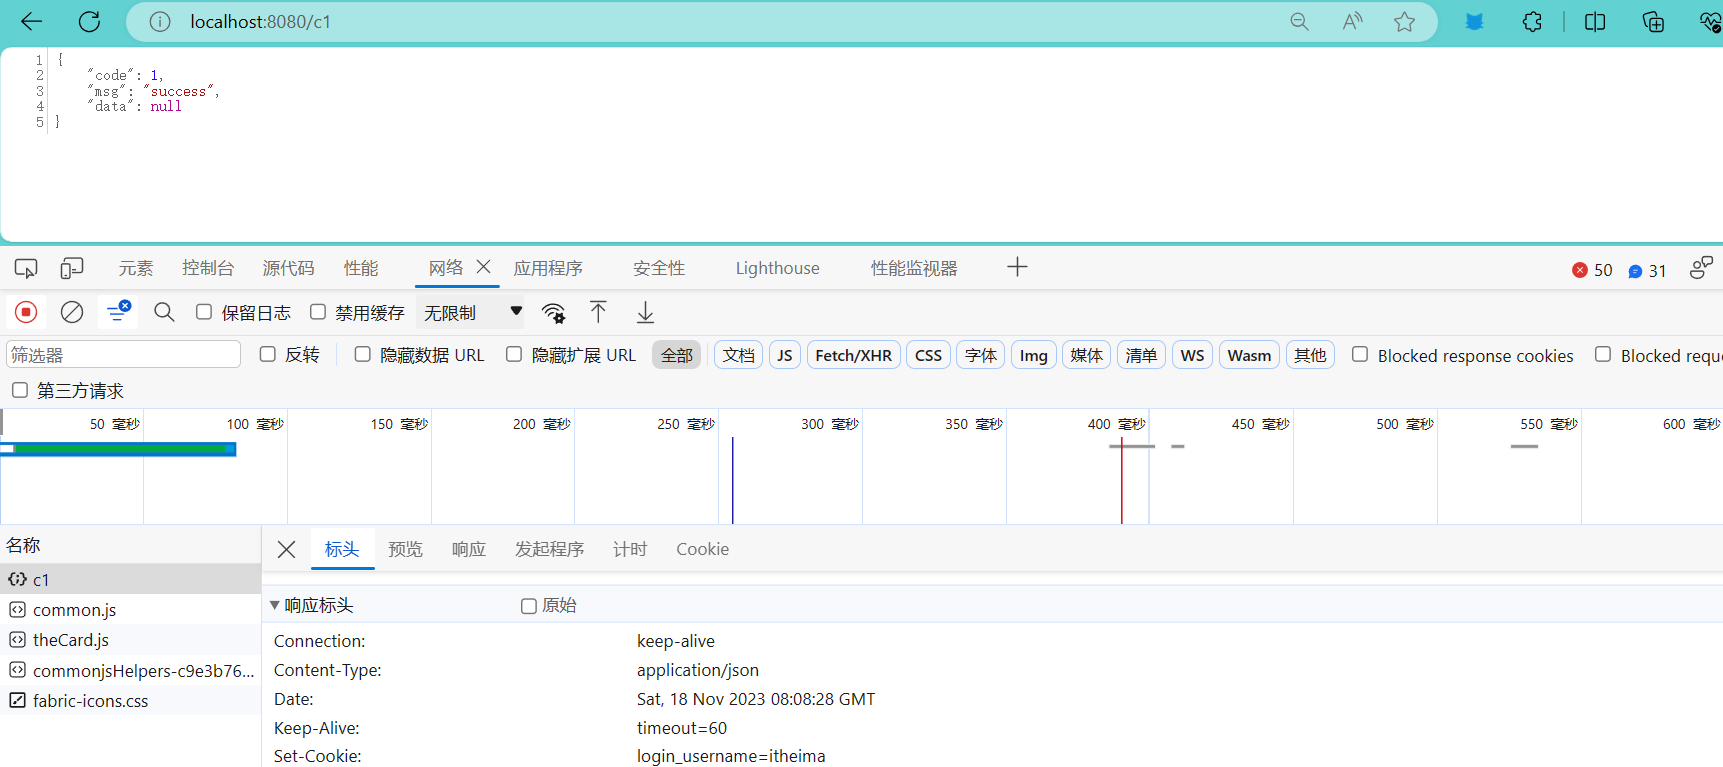 localhost:8080/c1
1 {
2 "code": 1,
3 "msg": "success",
4 "data": null
5 }
元素 控制台 源代码 性能 网络 应用程序 安全性 Lighthouse 性能监视器 50 31
保留日志 禁用缓存 无限制
筛选器 反转 隐藏数据 URL 隐藏扩展 URL 全部 文档 JS Fetch/XHR CSS 字体 Img 媒体 清单 WS Wasm 其他 Blocked response cookies Blocked requ
第三方请求
50 毫秒 100 毫秒 150 毫秒 200 毫秒 250 毫秒 300 毫秒 350 毫秒 400 毫秒 450 毫秒 500 毫秒 550 毫秒 600 毫秒
名称 标头 预览 响应 发起程序 计时 Cookie
c1
common.js
theCard.js
commonjsHelpers-c9e3b76...
fabric-icons.css
响应标头 原始
Connection: keep-alive
Content-Type: application/json
Date: Sat, 18 Nov 2023 08:08:28 GMT
Keep-Alive: timeout=60
Set-Cookie: login_username=itheima